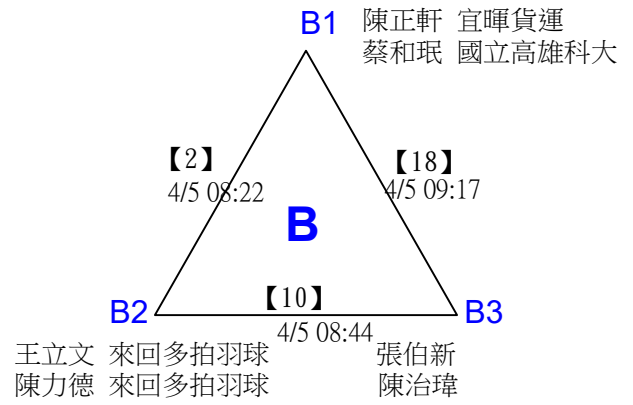 B1
陳正軒 宜暉貨運
蔡和珉 國立高雄科大
【2】
4/5 08:22
【18】
4/5 09:17
B
B2
【10】
4/5 08:44
B3
王立文 來回多拍羽球
陳力德 來回多拍羽球
張伯新
陳治瑋